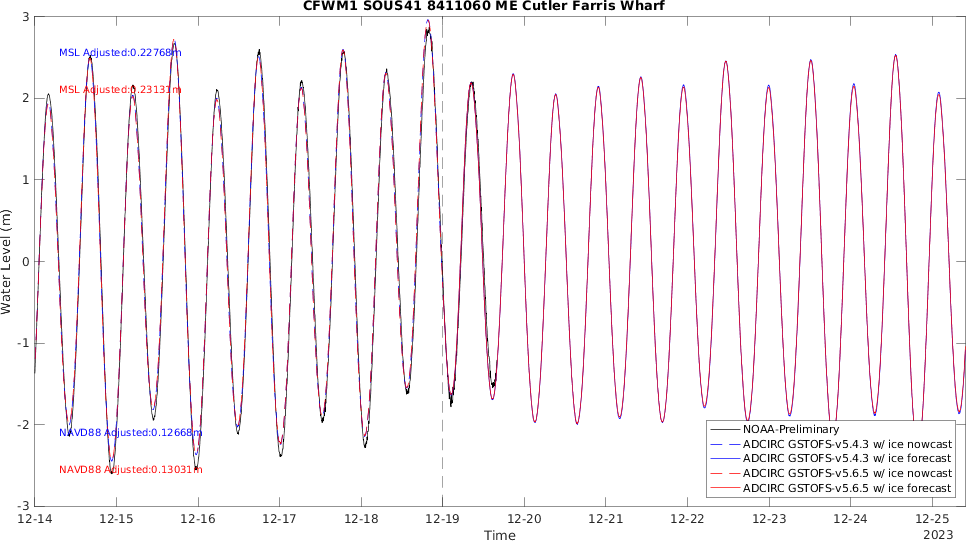 CFWM1 SOUS41 8411060 ME Cutler Farris Wharf
3
MSL Adjusted:0.22768m
MSL Adjusted:0.23131m
2
1
Water Level (m)
0
-1
-2
NAVD88 Adjusted:0.12668m
NAVD88 Adjusted:0.13031m
-3
NOAA-Preliminary
ADCIRC GSTOFS-v5.4.3 w/ ice nowcast
ADCIRC GSTOFS-v5.4.3 w/ ice forecast
ADCIRC GSTOFS-v5.6.5 w/ ice nowcast
ADCIRC GSTOFS-v5.6.5 w/ ice forecast
12-14 12-15 12-16 12-17 12-18 12-19 12-20 12-21 12-22 12-23 12-24 12-25
Time
2023